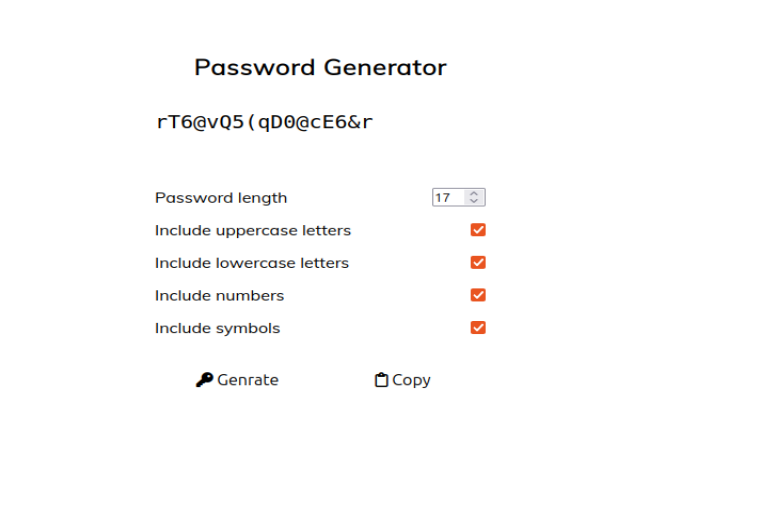 Password Generator
rT6@vQ5(qD0@cE6&r
Password length 17
Include uppercase letters
Include lowercase letters
Include numbers
Include symbols
Genrate Copy